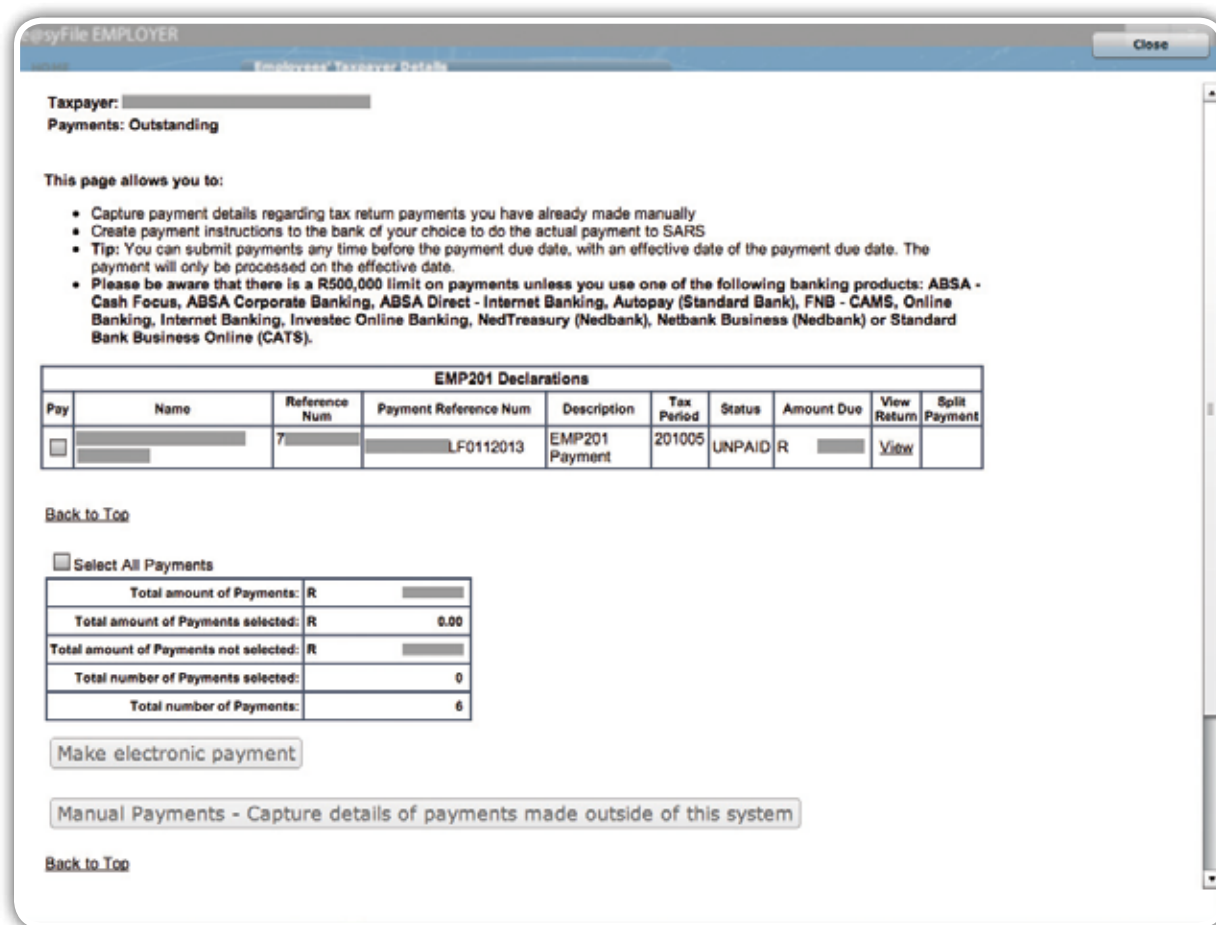 e@syFile EMPLOYER
Close
HOME
Employees' Taxpayer Details
Taxpayer:
Payments: Outstanding
This page allows you to:
• Capture payment details regarding tax return payments you have already made manually
• Create payment instructions to the bank of your choice to do the actual payment to SARS
• Tip: You can submit payments any time before the payment due date, with an effective date of the payment due date. The
payment will only be processed on the effective date.
• Please be aware that there is a R500,000 limit on payments unless you use one of the following banking products: ABSA -
Cash Focus, ABSA Corporate Banking, ABSA Direct - Internet Banking, Autopay (Standard Bank), FNB - CAMS, Online
Banking, Internet Banking, Investec Online Banking, NedTreasury (Nedbank), Netbank Business (Nedbank) or Standard
Bank Business Online (CATS).
EMP201 Declarations
Pay Name Reference Num Payment Reference Num Description Tax Period Status Amount Due View Return Split Payment
7 LF0112013 EMP201 Payment 201005 UNPAID R View
Back to Top
Select All Payments
Total amount of Payments: R
Total amount of Payments selected: R 0.00
Total amount of Payments not selected: R
Total number of Payments selected: 0
Total number of Payments: 6
Make electronic payment
Manual Payments - Capture details of payments made outside of this system
Back to Top